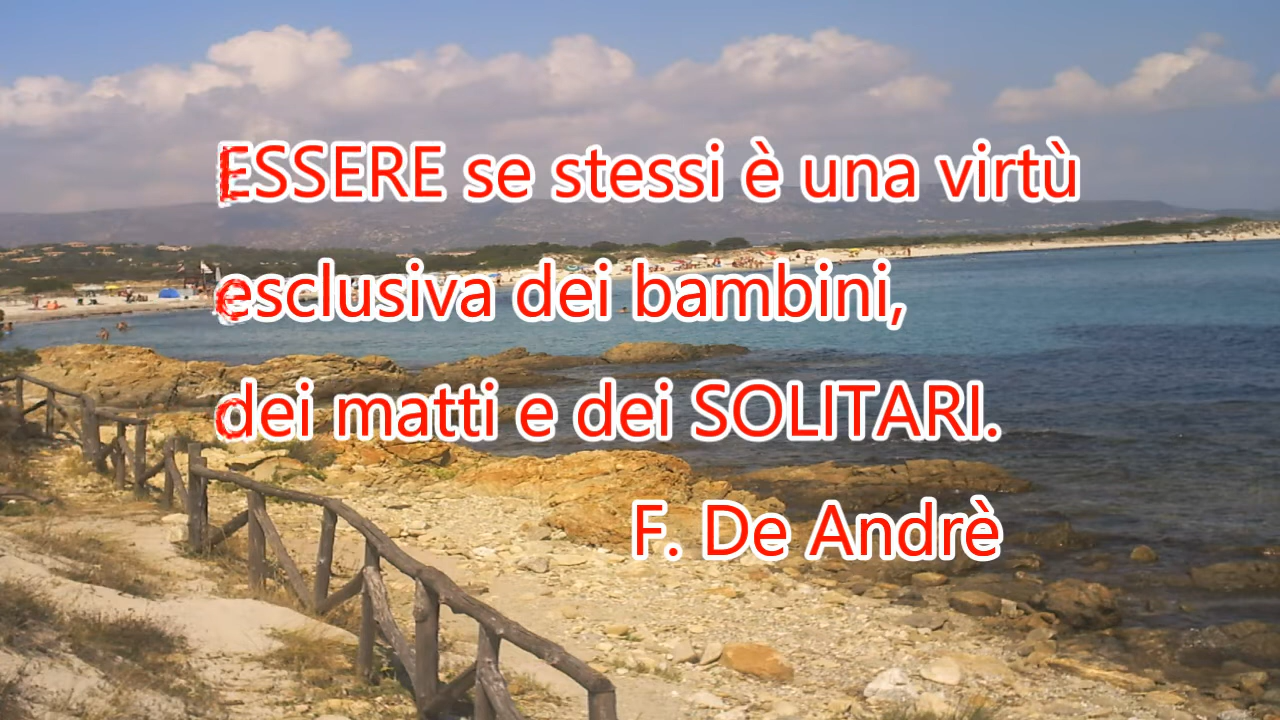 ESSERE se stessi è una virtù
esclusiva dei bambini,
dei matti e dei SOLITARI.
F. De Andrè